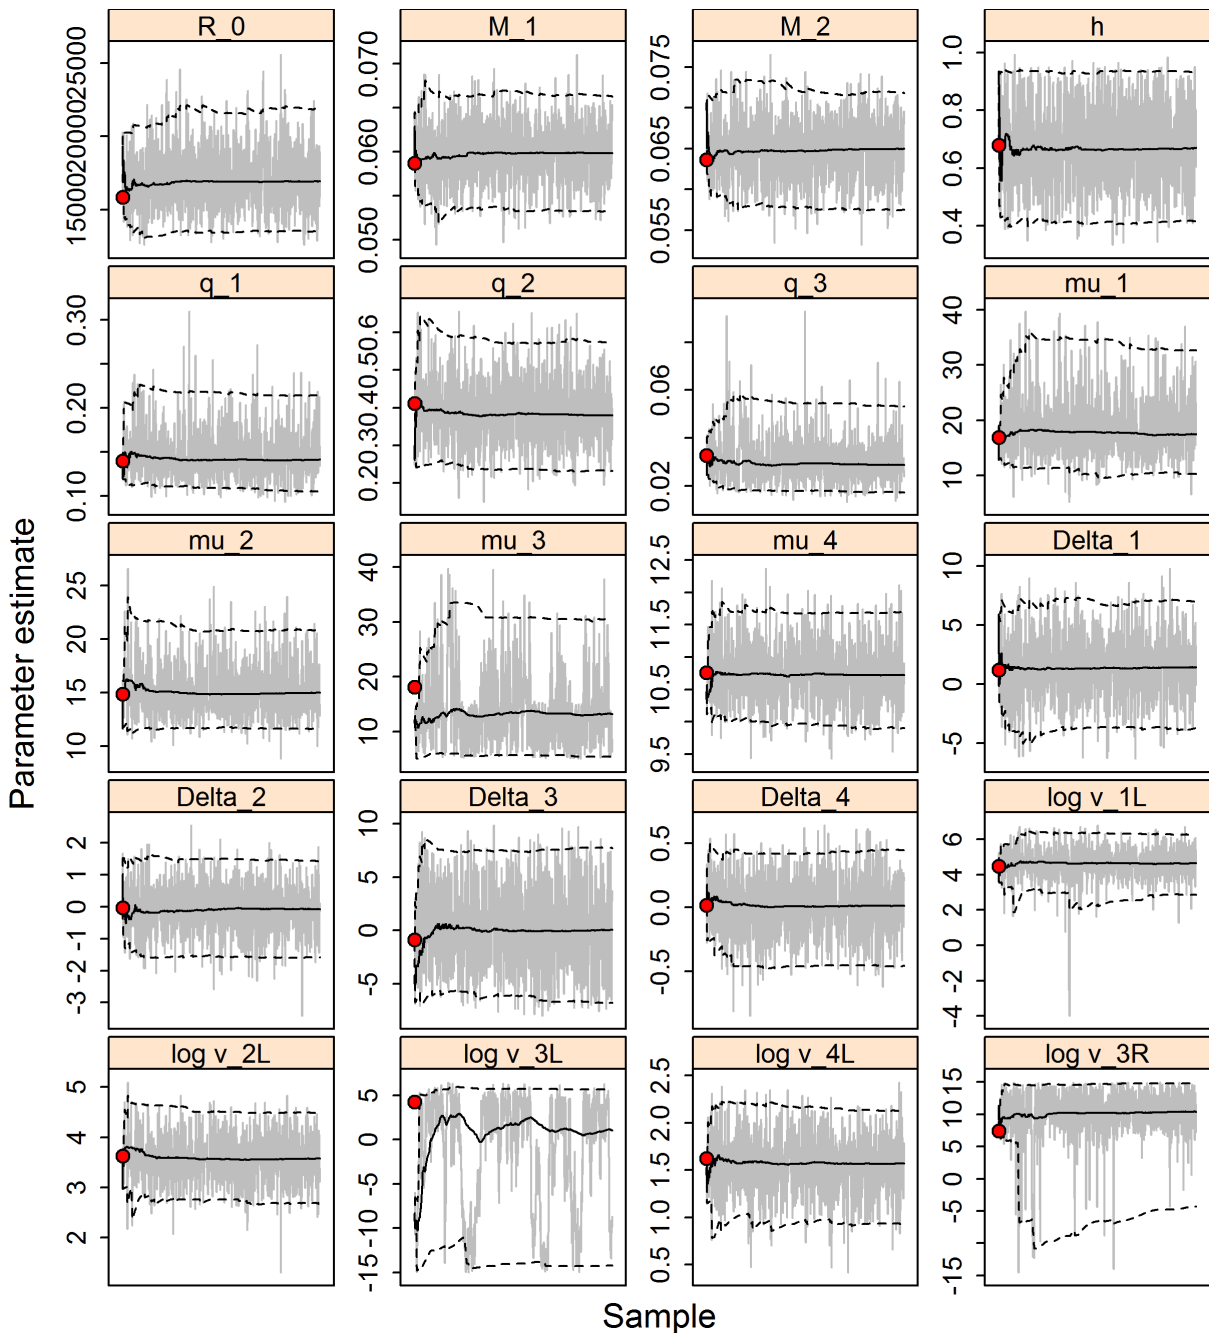 R_0 M_1 M_2 h
15000 20000 25000
0.050 0.060 0.070
0.055 0.065 0.075
0.4 0.6 0.8 1.0
q_1 q_2 q_3 mu_1
0.10 0.20 0.30
0.2 0.3 0.4 0.5 0.6
0.02 0.06
10 20 30 40
mu_2 mu_3 mu_4 Delta_1
10 15 20 25
10 20 30 40
9.5 10.5 11.5 12.5
-5 0 5 10
Delta_2 Delta_3 Delta_4 log v_1L
-3 -2 -1 0 1 2
-5 0 5 10
-0.5 0.0 0.5
-4 -2 0 2 4 6
log v_2L log v_3L log v_4L log v_3R
2 3 4 5
-15 -10 -5 0 5
0.5 1.0 1.5 2.0 2.5
-15 -5 0 5 10 15
Parameter estimate
Sample